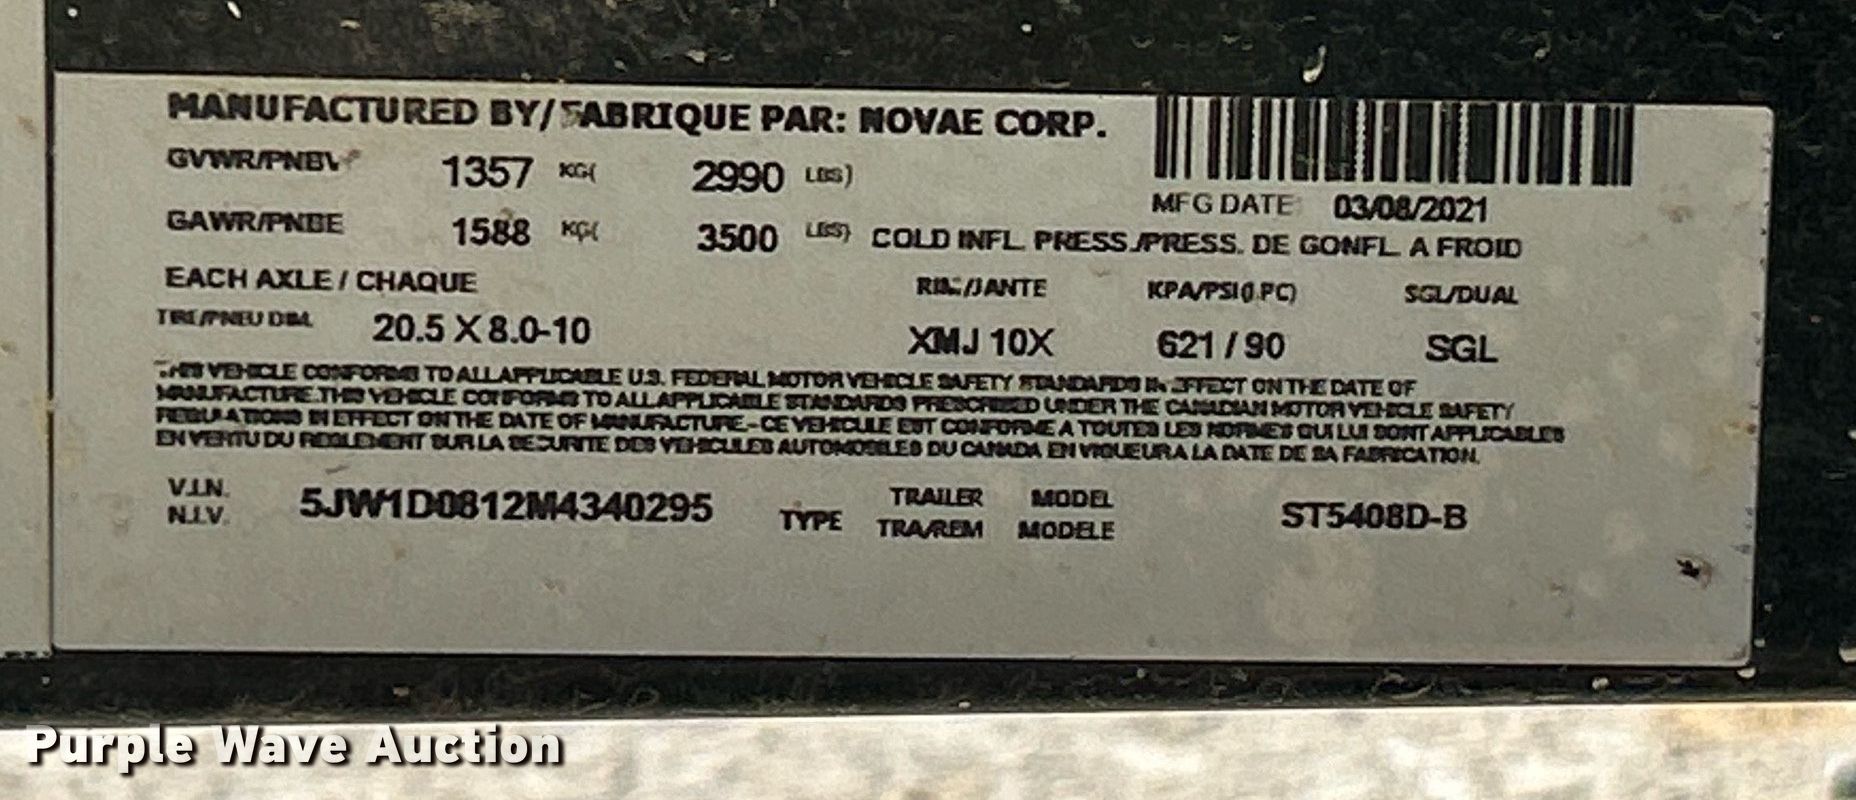 MANUFACTURED BY/FABRIQUE PAR: NOVAE CORP.
GVWR/PNBV 1357 KG( 2990 LBS)
MFG DATE: 03/08/2021
GAWR/PNBE 1588 KG( 3500 LBS) COLD INFL. PRESS./PRESS. DE GONFL. A FROID
EACH AXLE / CHAQUE RIM/JANTE KPA/PSI(LPC) SGL/DUAL
TIRE/PNEU DIM. 20.5 X 8.0-10 XMJ 10X 621 / 90 SGL
THIS VEHICLE CONFORMS TO ALL APPLICABLE U.S. FEDERAL MOTOR VEHICLE SAFETY STANDARDS IN EFFECT ON THE DATE OF
MANUFACTURE.THIS VEHICLE CONFORMS TO ALL APPLICABLE STANDARDS PRESCRIBED UNDER THE CANADIAN MOTOR VEHICLE SAFETY
REGULATIONS IN EFFECT ON THE DATE OF MANUFACTURE.-CE VEHICULE EST CONFORME A TOUTES LES NORMES QUI LUI SONT APPLICABLES
EN VERTU DU REGLEMENT SUR LA SECURITE DES VEHICULES AUTOMOBILES DU CANADA EN VIGUEUR A LA DATE DE SA FABRICATION.
V.I.N. 5JW1D0812M4340295 TYPE TRAILER MODEL ST5408D-B
N.I.V. TRA/REM MODELE
Purple Wave Auction